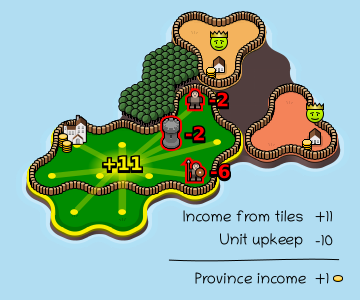 -2
-2
+11
-6
Income from tiles +11
Unit upkeep -10
Province income +1